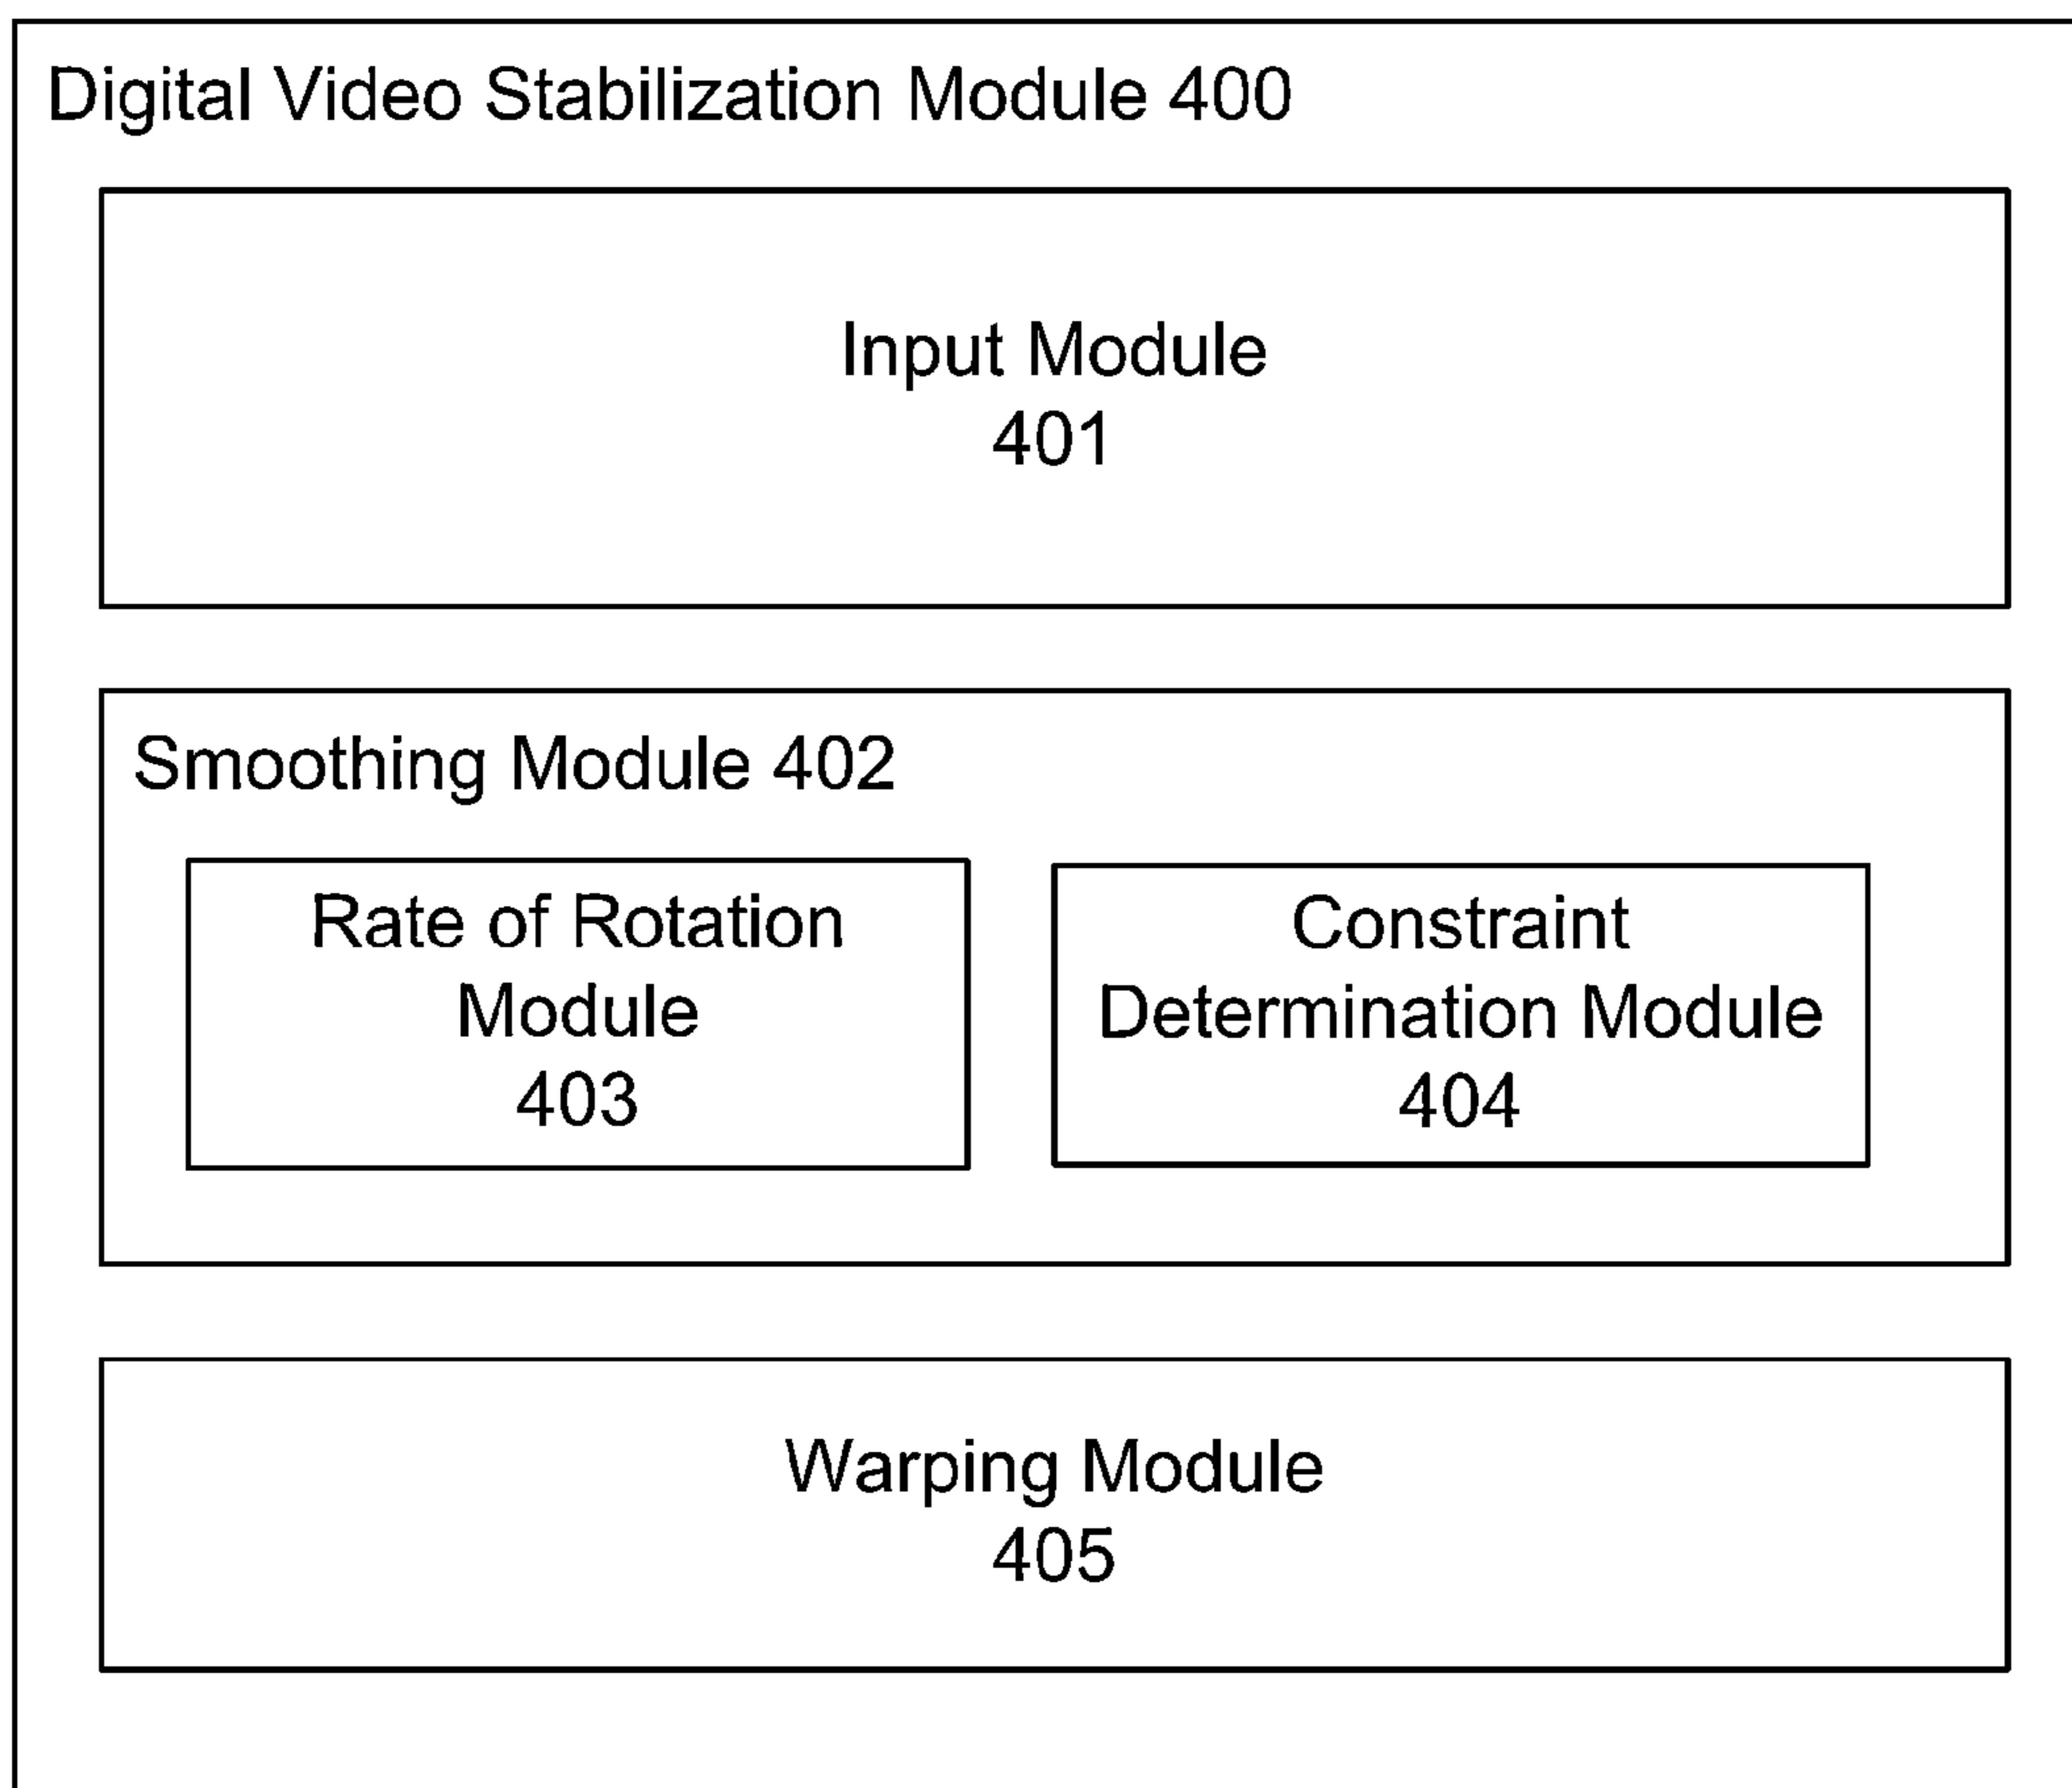 Digital Video Stabilization Module 400
Input Module
401
Smoothing Module 402
Rate of Rotation
Module
403
Constraint
Determination Module
404
Warping Module
405